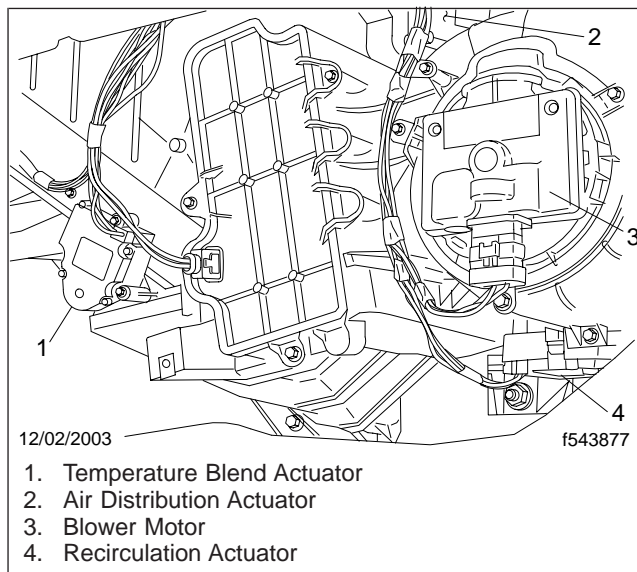 2
3
1
4
12/02/2003
f543877
1. Temperature Blend Actuator
2. Air Distribution Actuator
3. Blower Motor
4. Recirculation Actuator